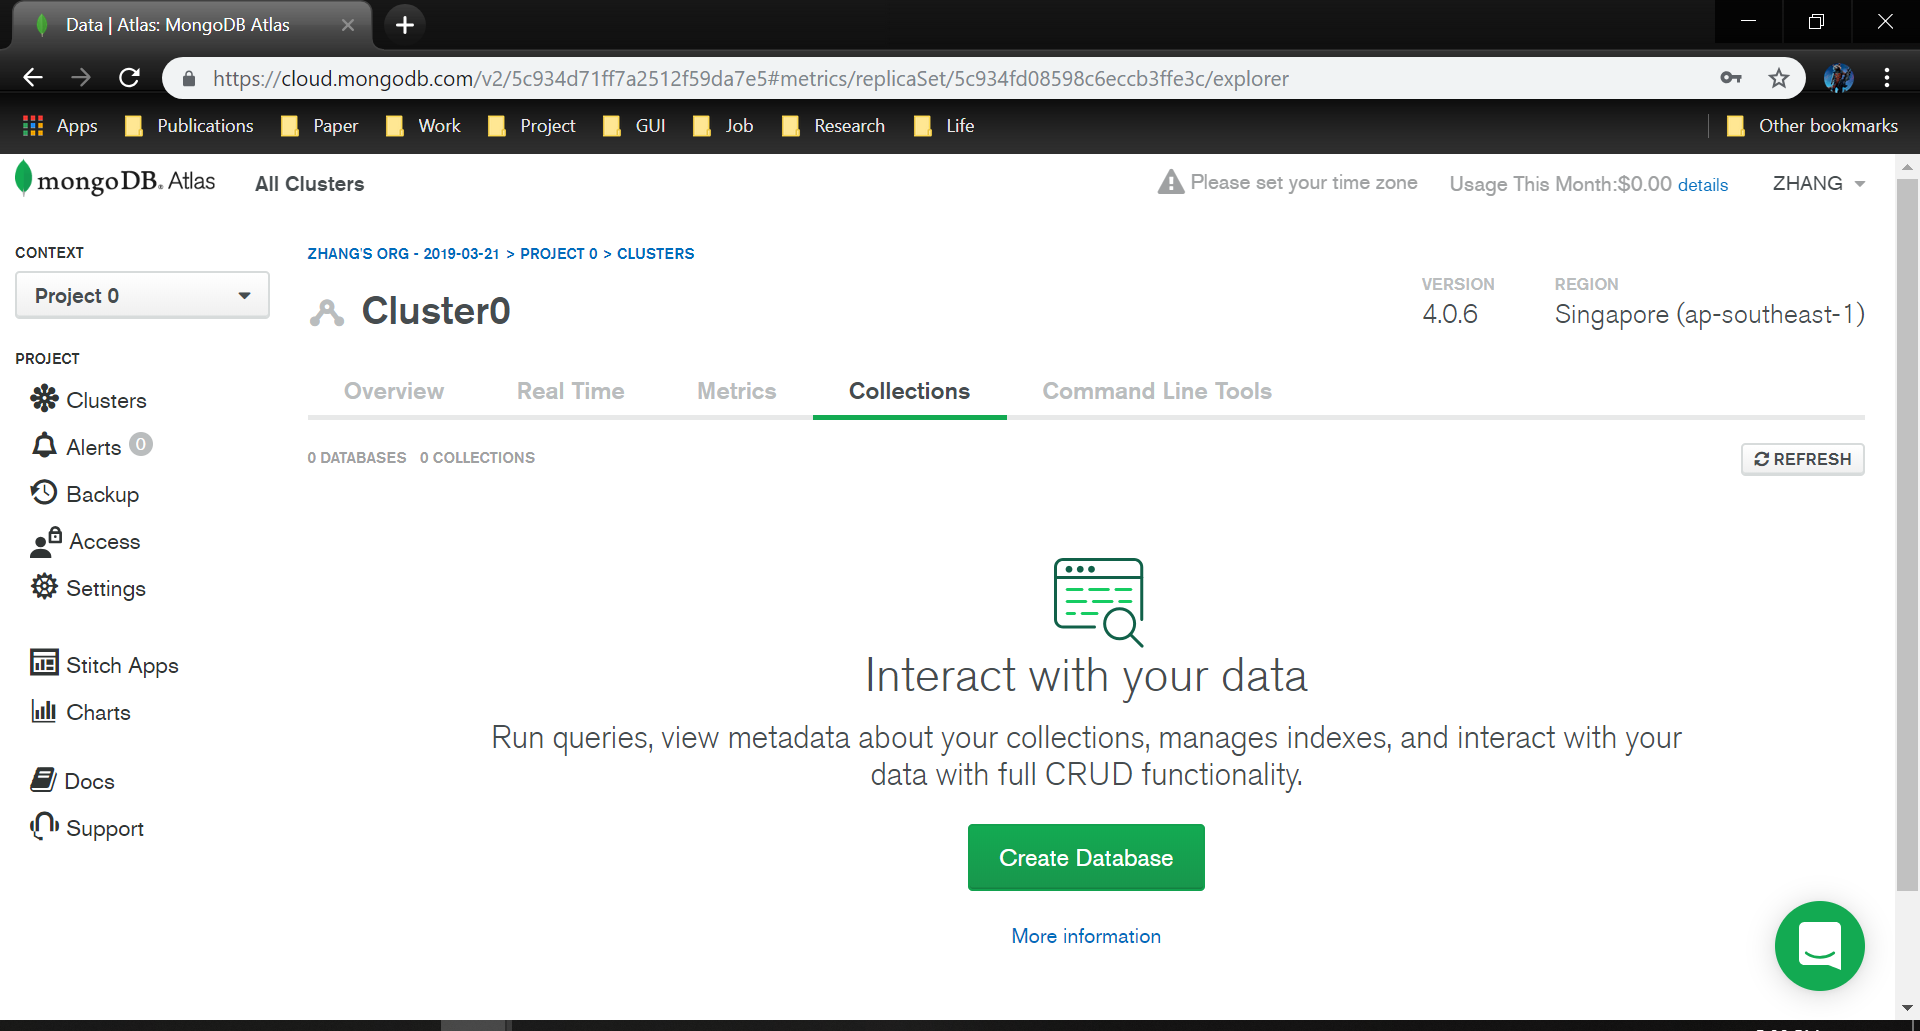 Data | Atlas: MongoDB Atlas
https://cloud.mongodb.com/v2/5c934d71ff7a2512f59da7e5#metrics/replicaSet/5c934fd08598c6eccb3ffe3c/explorer
Apps Publications Paper Work Project GUI Job Research Life Other bookmarks
mongoDB. Atlas All Clusters Please set your time zone Usage This Month:$0.00 details ZHANG
CONTEXT
Project 0
PROJECT
Clusters
Alerts 0
Backup
Access
Settings
Stitch Apps
Charts
Docs
Support
ZHANG'S ORG - 2019-03-21 > PROJECT 0 > CLUSTERS
Cluster0
VERSION
4.0.6
REGION
Singapore (ap-southeast-1)
Overview Real Time Metrics Collections Command Line Tools
0 DATABASES 0 COLLECTIONS REFRESH
Interact with your data
Run queries, view metadata about your collections, manages indexes, and interact with your
data with full CRUD functionality.
Create Database
More information